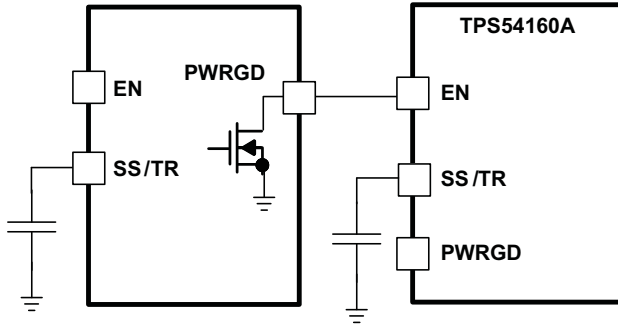 TPS54160A
PWRGD
EN
EN
SS/TR
SS/TR
PWRGD